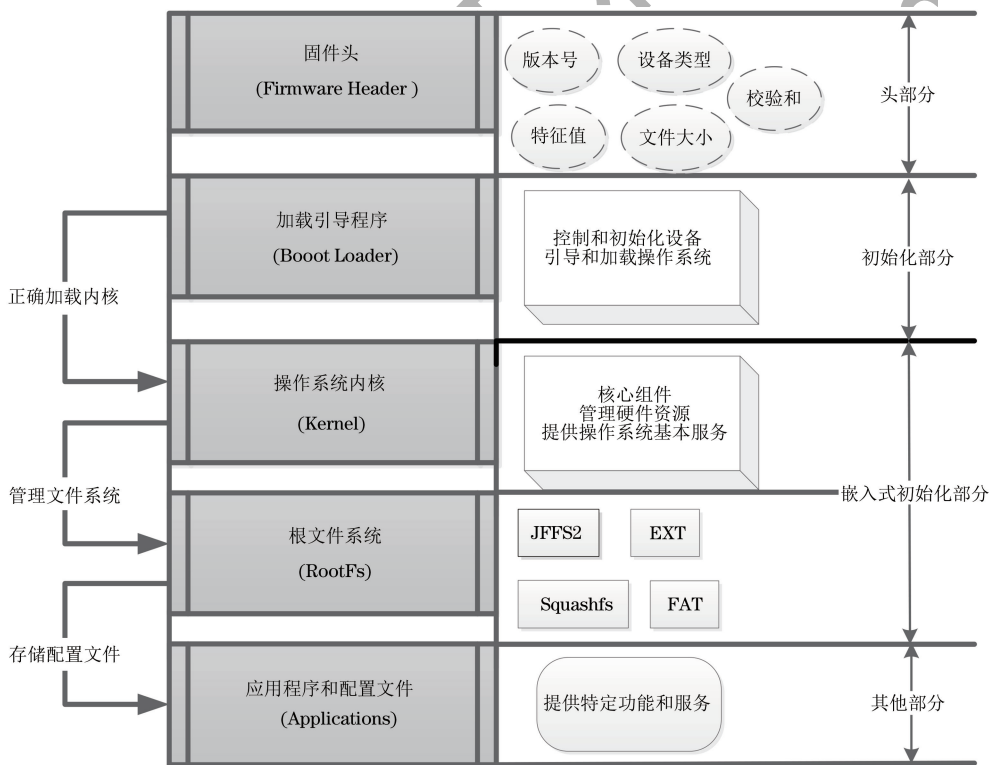 固件头
(Firmware Header )
版本号
设备类型
校验和
特征值
文件大小
头部分
加载引导程序
(Booot Loader)
控制和初始化设备
引导和加载操作系统
初始化部分
正确加载内核
操作系统内核
(Kernel)
核心组件
管理硬件资源
提供操作系统基本服务
管理文件系统
嵌入式初始化部分
根文件系统
(RootFs)
JFFS2
EXT
Squashfs
FAT
存储配置文件
应用程序和配置文件
(Applications)
提供特定功能和服务
其他部分